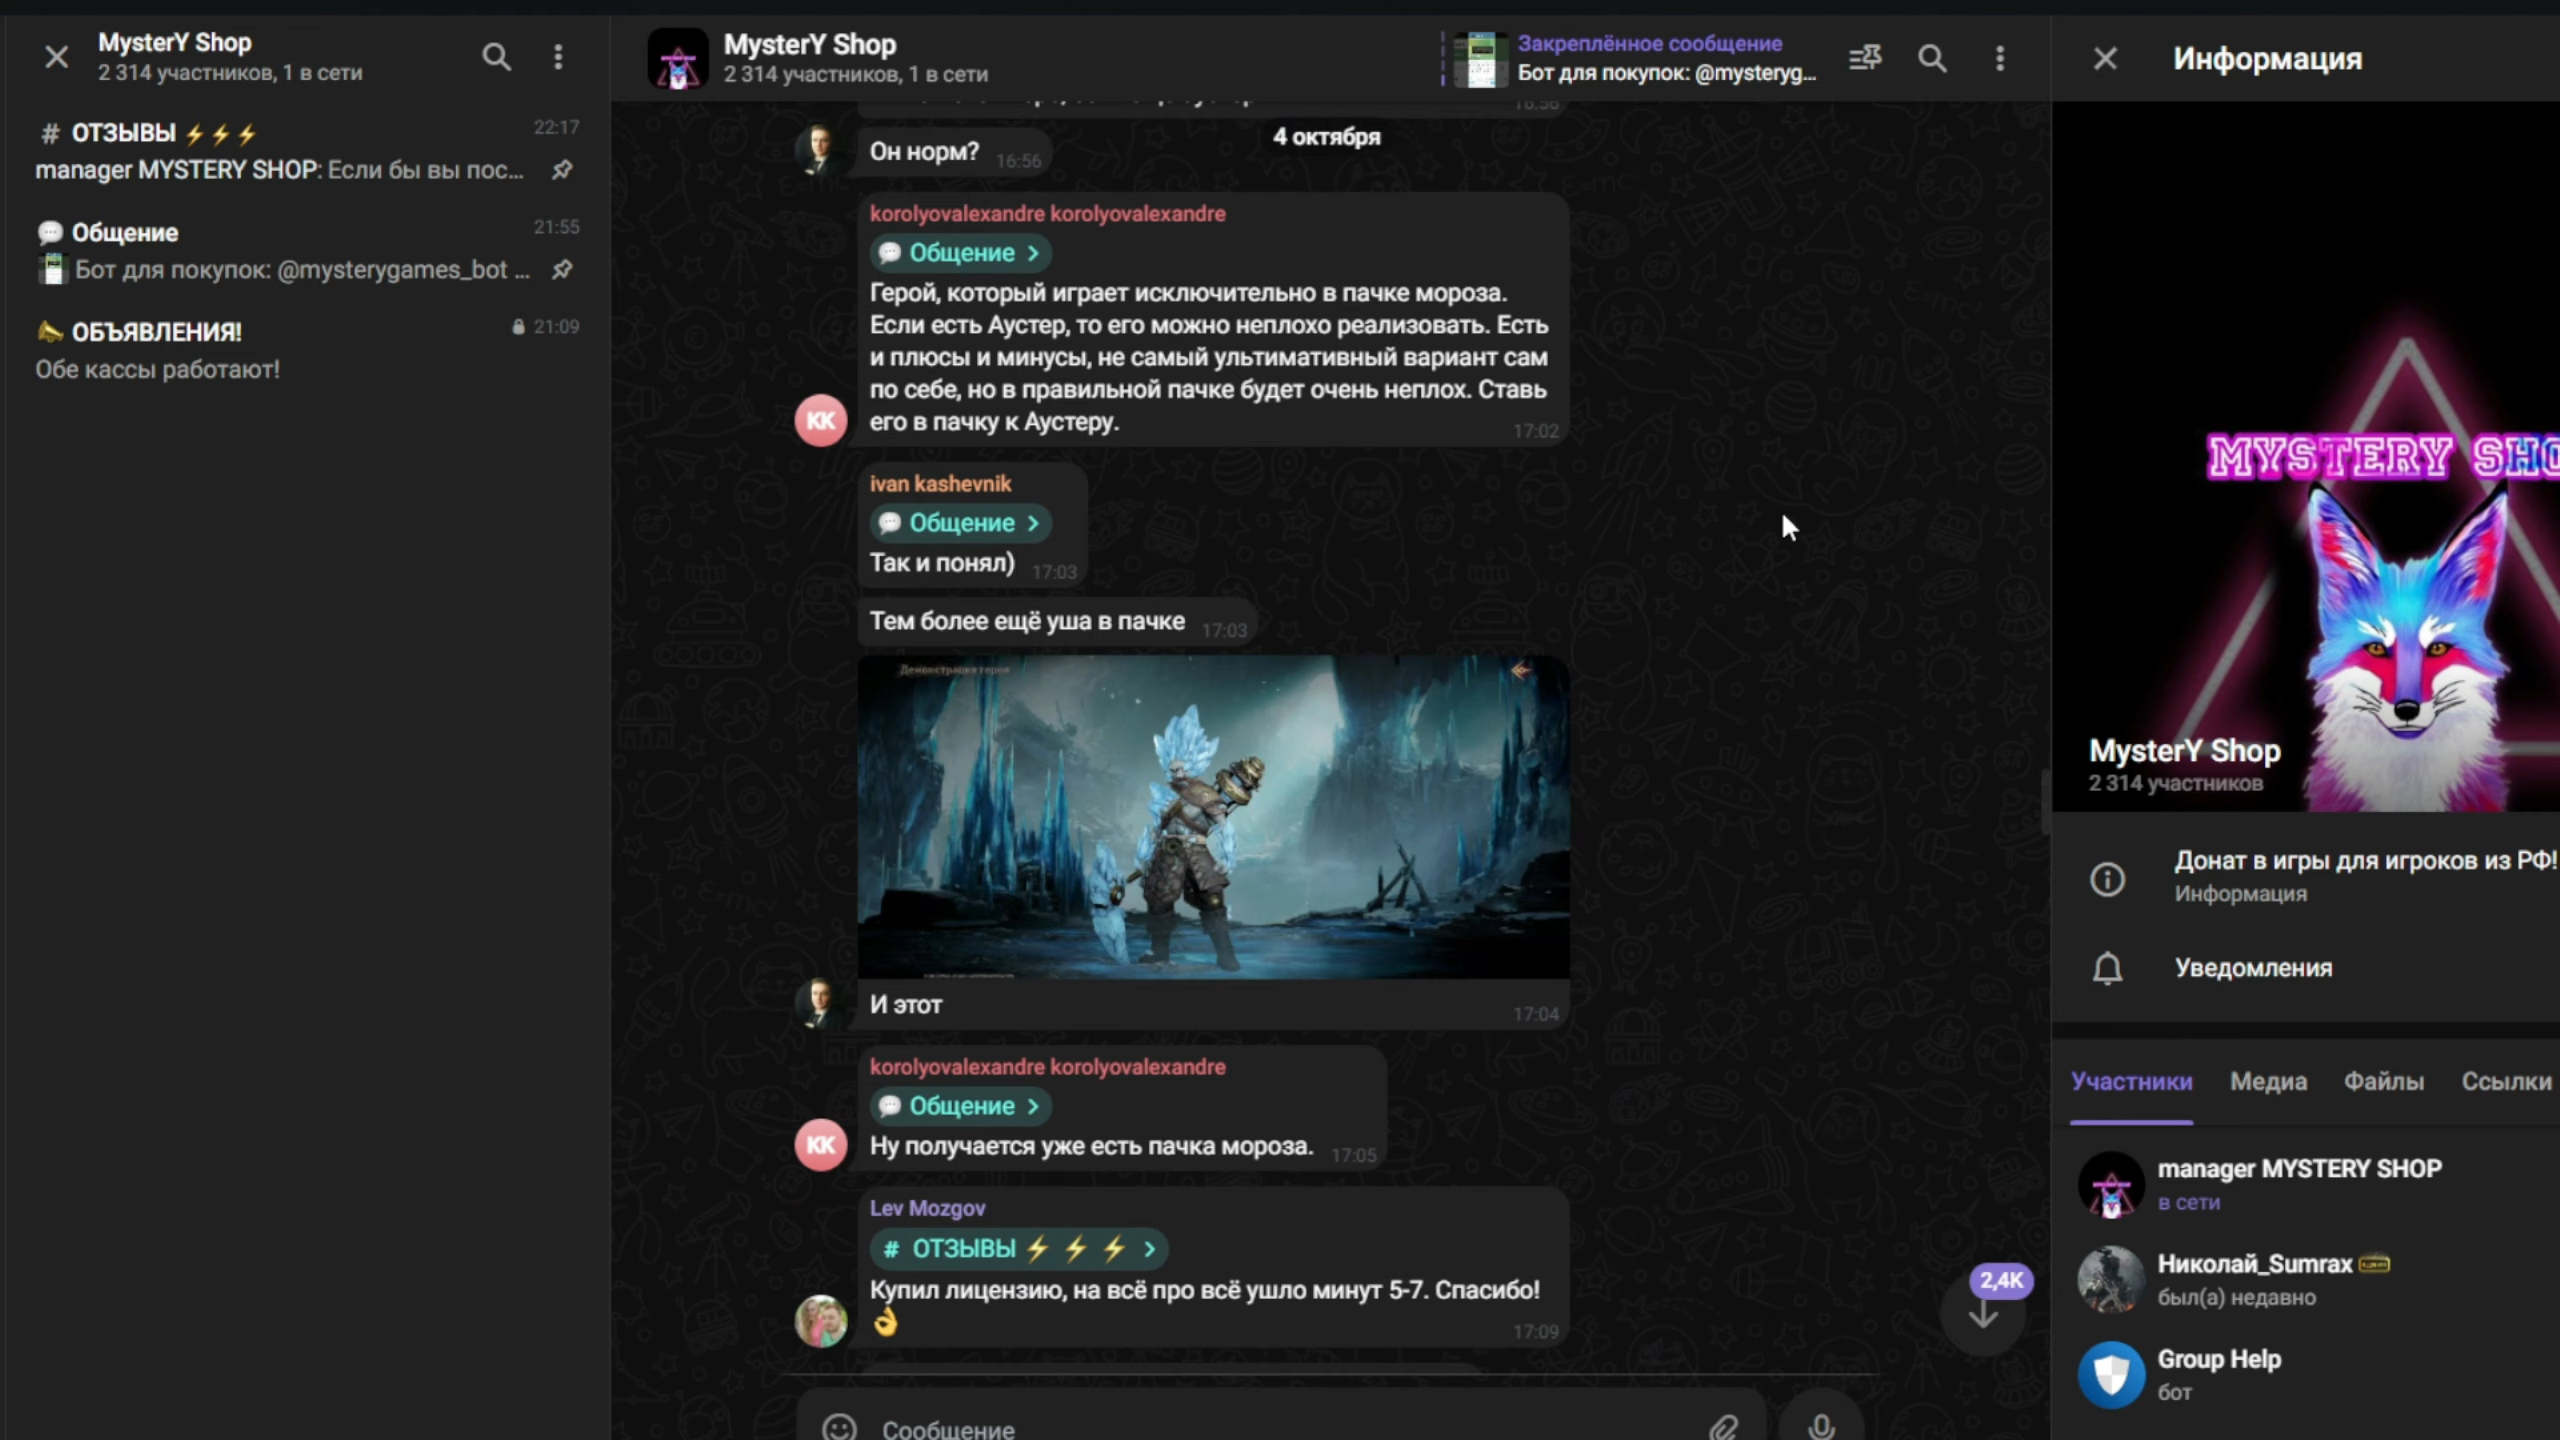 MysterY Shop
2 314 участников, 1 в сети
# ОТЗЫВЫ ⚡⚡⚡
22:17
manager MYSTERY SHOP: Если бы вы пос...
Общение
21:55
Бот для покупок: @mysterygames_bot ...
ОБЪЯВЛЕНИЯ!
21:09
Обе кассы работают!
MysterY Shop
2 314 участников, 1 в сети
Закреплённое сообщение
Бот для покупок: @mysteryg...
4 октября
Он норм? 16:56
korolyovalexandre korolyovalexandre
Общение >
Герой, который играет исключительно в пачке мороза.
Если есть Аустер, то его можно неплохо реализовать. Есть
и плюсы и минусы, не самый ультимативный вариант сам
по себе, но в правильной пачке будет очень неплох. Ставь
его в пачку к Аустеру.
17:02
КК
ivan kashevnik
Общение >
Так и понял) 17:03
Тем более ещё уша в пачке 17:03
Демонстрация героя
И этот
17:04
korolyovalexandre korolyovalexandre
Общение >
Ну получается уже есть пачка мороза. 17:05
КК
Lev Mozgov
# ОТЗЫВЫ ⚡⚡⚡ >
Купил лицензию, на всё про всё ушло минут 5-7. Спасибо!
👌
17:09
2,4K
Сообщение
Информация
MYSTERY SHO
MysterY Shop
2 314 участников
Донат в игры для игроков из РФ!
Информация
Уведомления
Участники Медиа Файлы Ссылки
manager MYSTERY SHOP
в сети
Николай_Sumrax
был(а) недавно
Group Help
бот